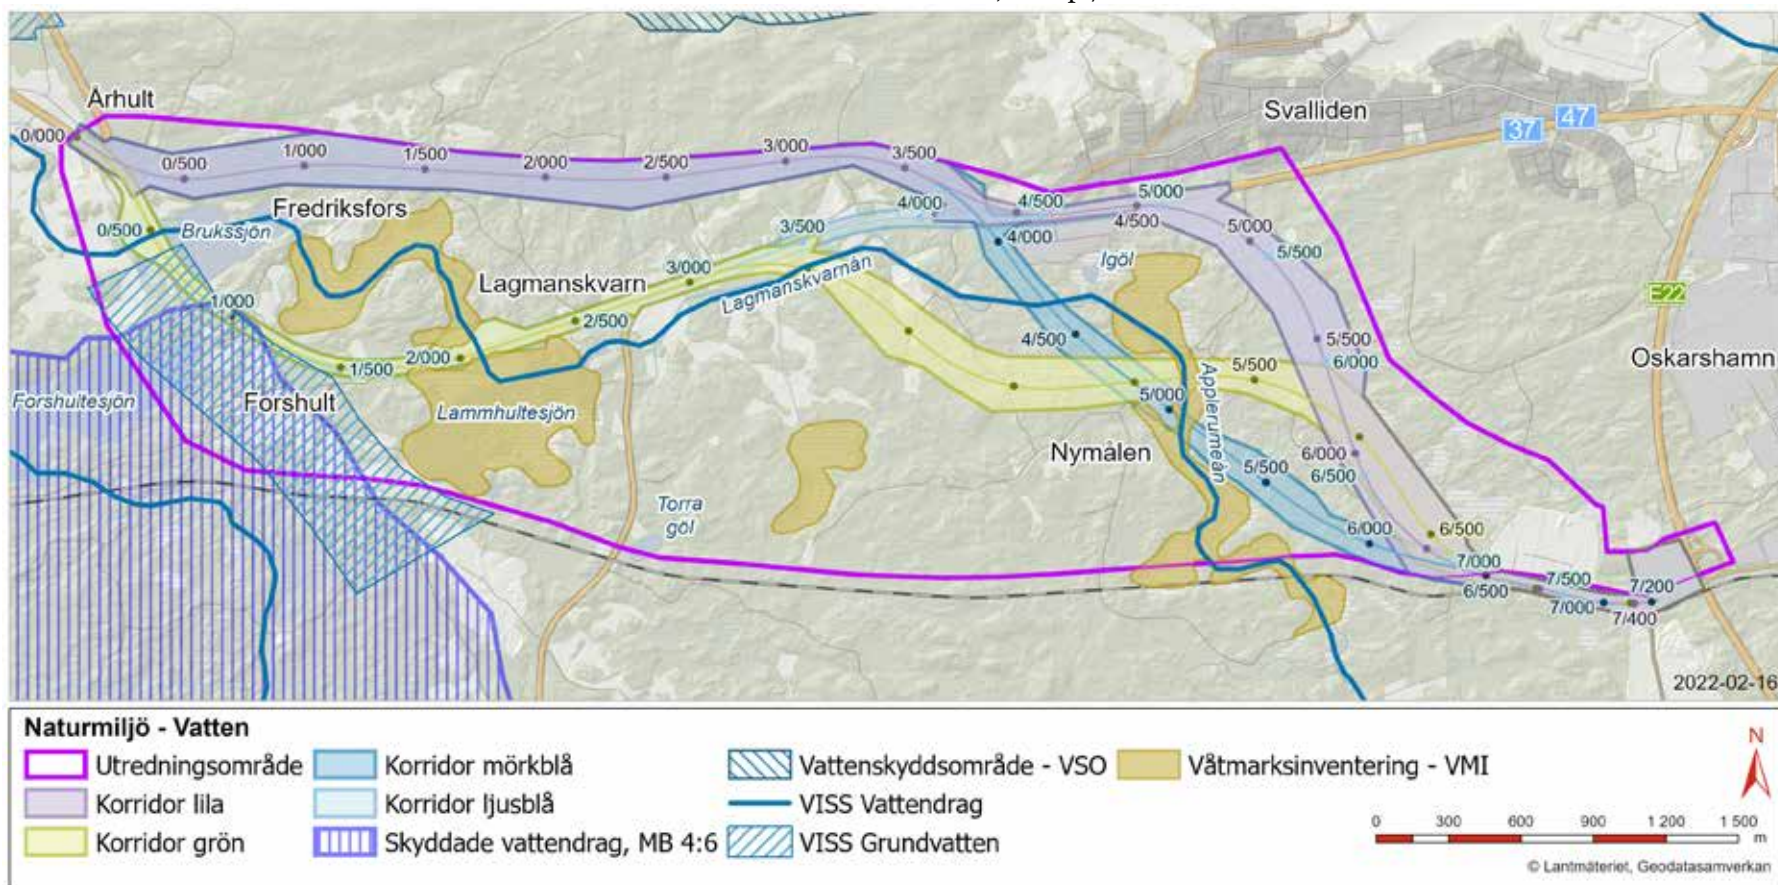 Århult
Svalliden
47
37
0/000
0/500
1/000
1/500
2/000
2/500
3/000
3/500
4/000
4/500
5/000
4/500
5/000
5/500
Fredriksfors
Brukssjön
0/500
3/500
4/000
Igöl
Lagmanskvarn
3/000
Lagmanskvarnån
E22
1/000
2/500
4/500
5/500
6/000
Oskarshamn
2/000
1/500
5/500
5/000
Forshultesjön
Forshult
Lammhultesjön
Applerumeån
Nymålen
6/000
6/500
5/500
Torra
göl
6/000
6/500
7/000
7/500
7/200
6/500
7/000
7/400
2022-02-16
Naturmiljö - Vatten
Utredningsområde
Korridor lila
Korridor grön
Korridor mörkblå
Korridor ljusblå
Skyddade vattendrag, MB 4:6
Vattenskyddsområde - VSO
VISS Vattendrag
VISS Grundvatten
Våtmarksinventering - VMI
N
0 300 600 900 1 200 1 500
m
© Lantmäteriet, Geodatasamverkan